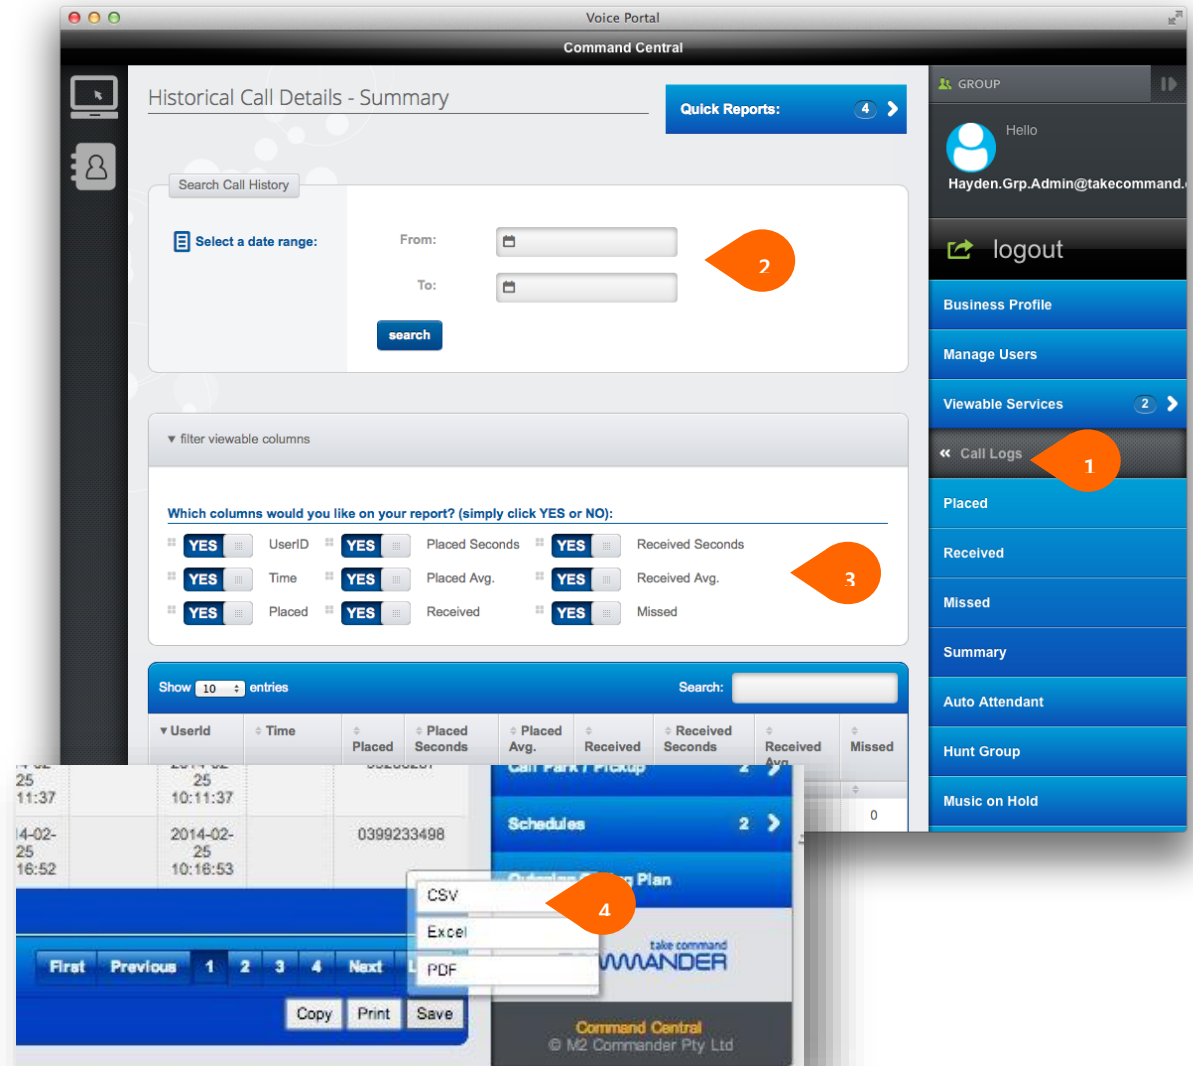 Voice Portal
Command Central
Historical Call Details - Summary
Quick Reports: 4
GROUP
Hello
Hayden.Grp.Admin@takecommand.
logout
Search Call History
Select a date range:
From:
To:
search
2
Business Profile
Manage Users
Viewable Services 2
Call Logs
1
Placed
Received
Missed
Summary
Auto Attendant
Hunt Group
Music on Hold
filter viewable columns
Which columns would you like on your report? (simply click YES or NO):
YES UserID YES Placed Seconds YES Received Seconds
YES Time YES Placed Avg. YES Received Avg.
YES Placed YES Received YES Missed
3
Show 10 entries Search:
UserId Time Placed Placed Seconds Placed Avg. Received Received Seconds Received Avg. Missed
0
25
11:37
25
10:11:37
14-02-
25
16:52
2014-02-
25
10:16:53
0399233498
Call Park / Pickup 2
Schedules 2
Plan
CSV
Excel
PDF
4
First Previous 1 2 3 4 Next
Copy Print Save
take command
Command Central
© M2 Commander Pty Ltd